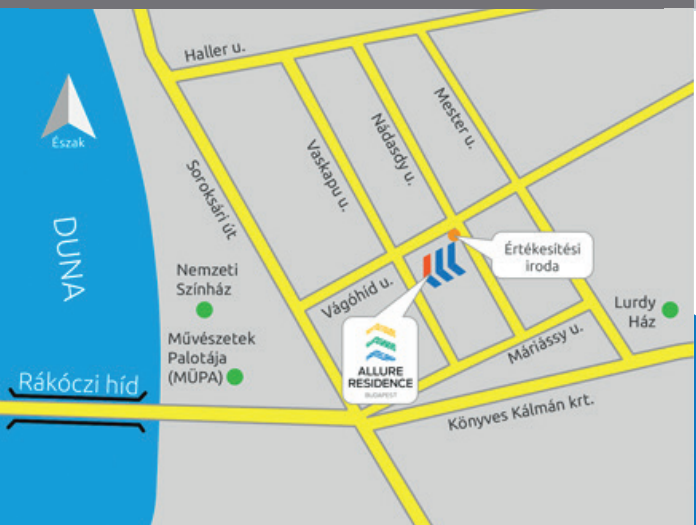 Haller u.
Mester u.
Nádasdy u.
Vaskapu u.
Észak
Soroksári út
DUNA
Értékesítési
iroda
Nemzeti
Színház
Vágóhíd u.
Lurdy
Ház
Művészetek
Palotája
(MÜPA)
Máriássy u.
ALLURE
RESIDENCE
BUDAPEST
Rákóczi híd
Könyves Kálmán krt.